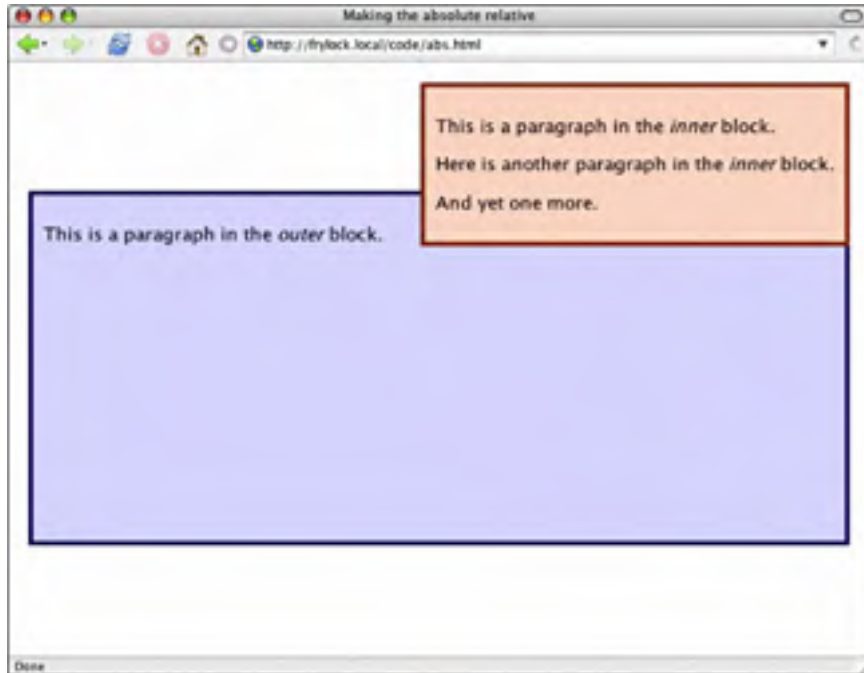 Making the absolute relative
http://frylock.local/code/abs.html
This is a paragraph in the inner block.
Here is another paragraph in the inner block.
And yet one more.
This is a paragraph in the outer block.
Done